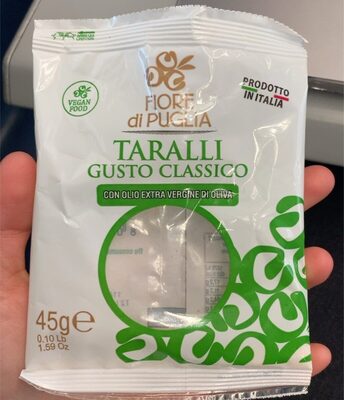 FIORE
di PUGLIA
VEGAN
FOOD
PRODOTTO
IN ITALIA
TARALLI
GUSTO CLASSICO
CON OLIO EXTRA VERGINE DI OLIVA
45g e
0.10 Lb
1.59 Oz